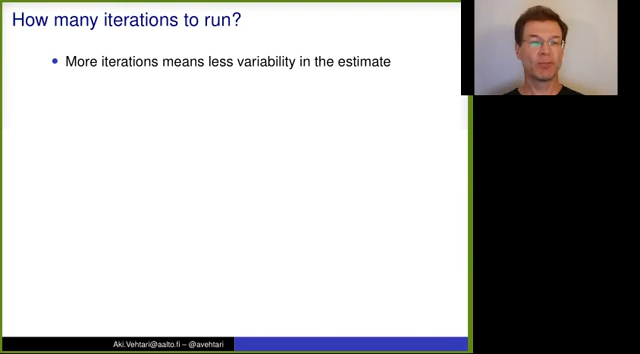 How many iterations to run?
• More iterations means less variability in the estimate
Aki.Vehtari@aalto.fi – @avehtari